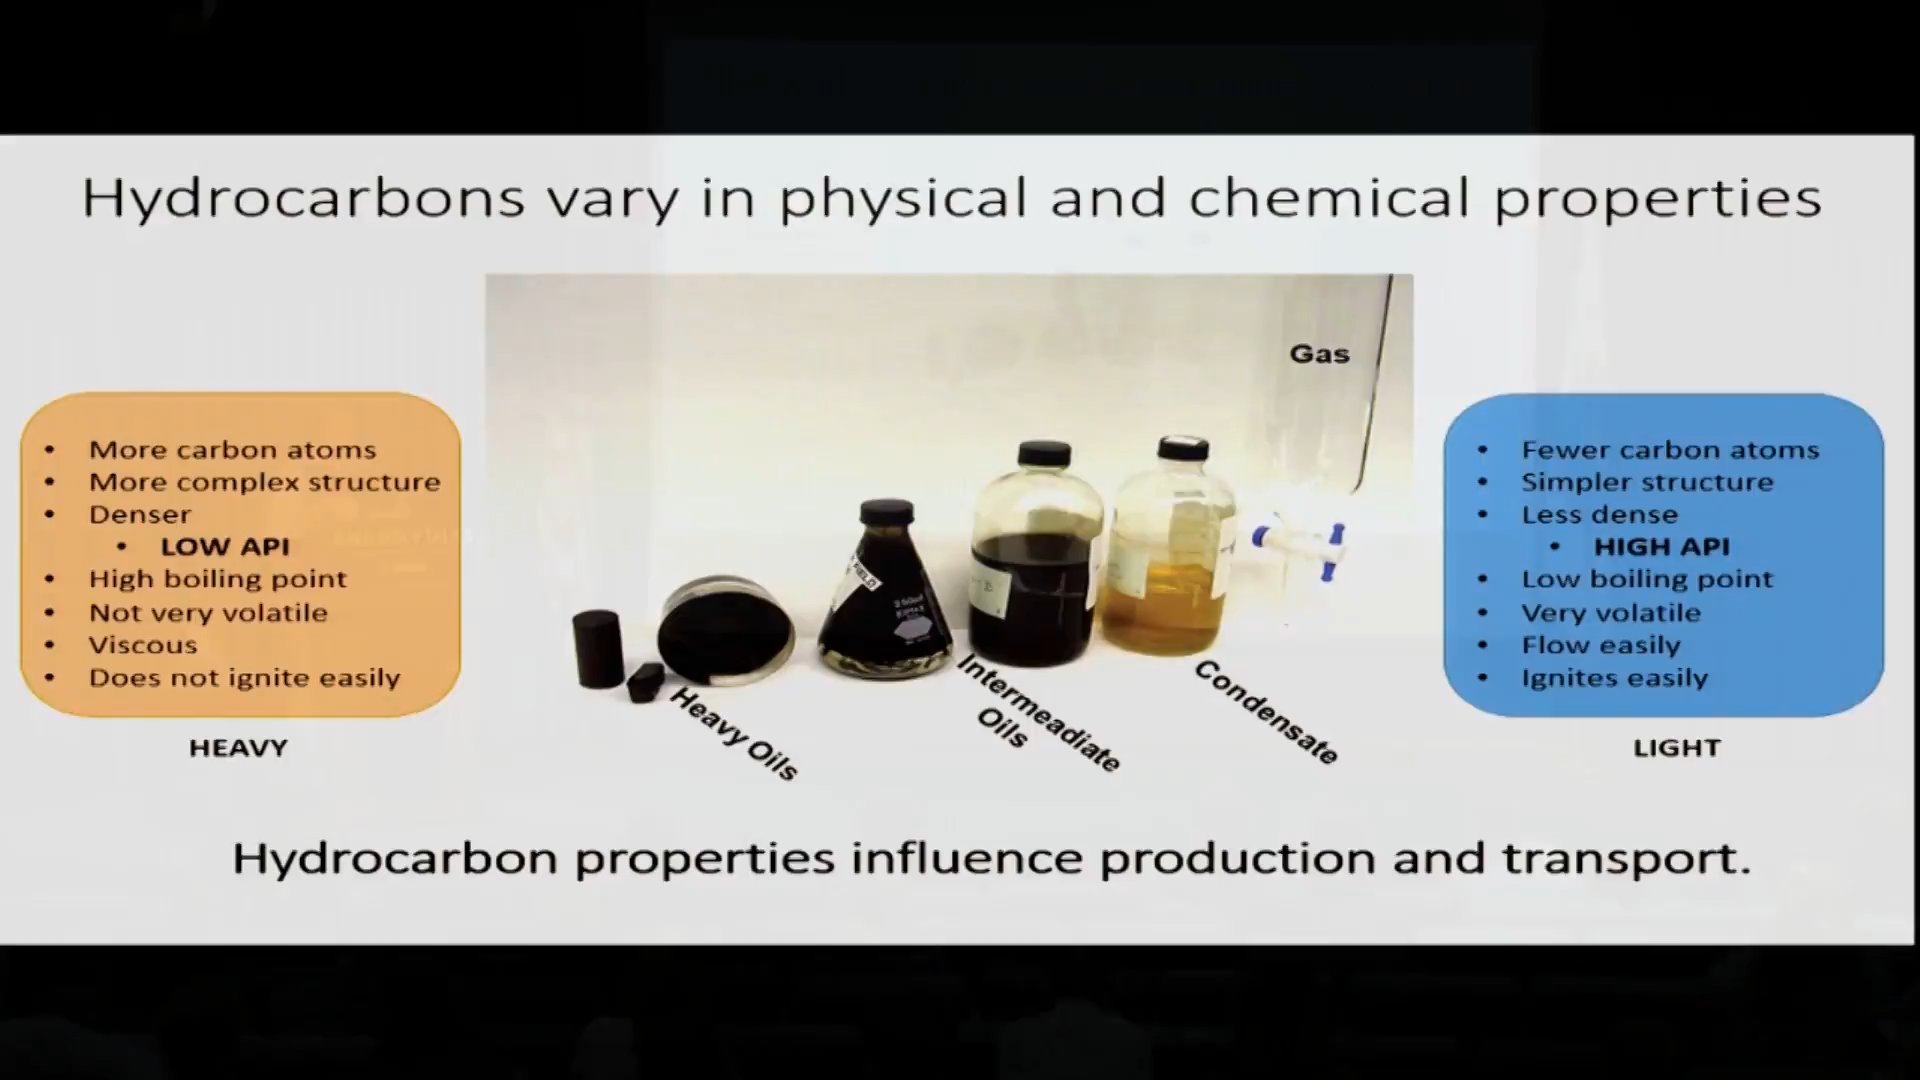 Hydrocarbons vary in physical and chemical properties
Gas
• More carbon atoms
• More complex structure
• Denser
• LOW API
• High boiling point
• Not very volatile
• Viscous
• Does not ignite easily
HEAVY
FIELD
Heavy Oils
Intermeadiate
Oils
Condensate
• Fewer carbon atoms
• Simpler structure
• Less dense
• HIGH API
• Low boiling point
• Very volatile
• Flow easily
• Ignites easily
LIGHT
Hydrocarbon properties influence production and transport.